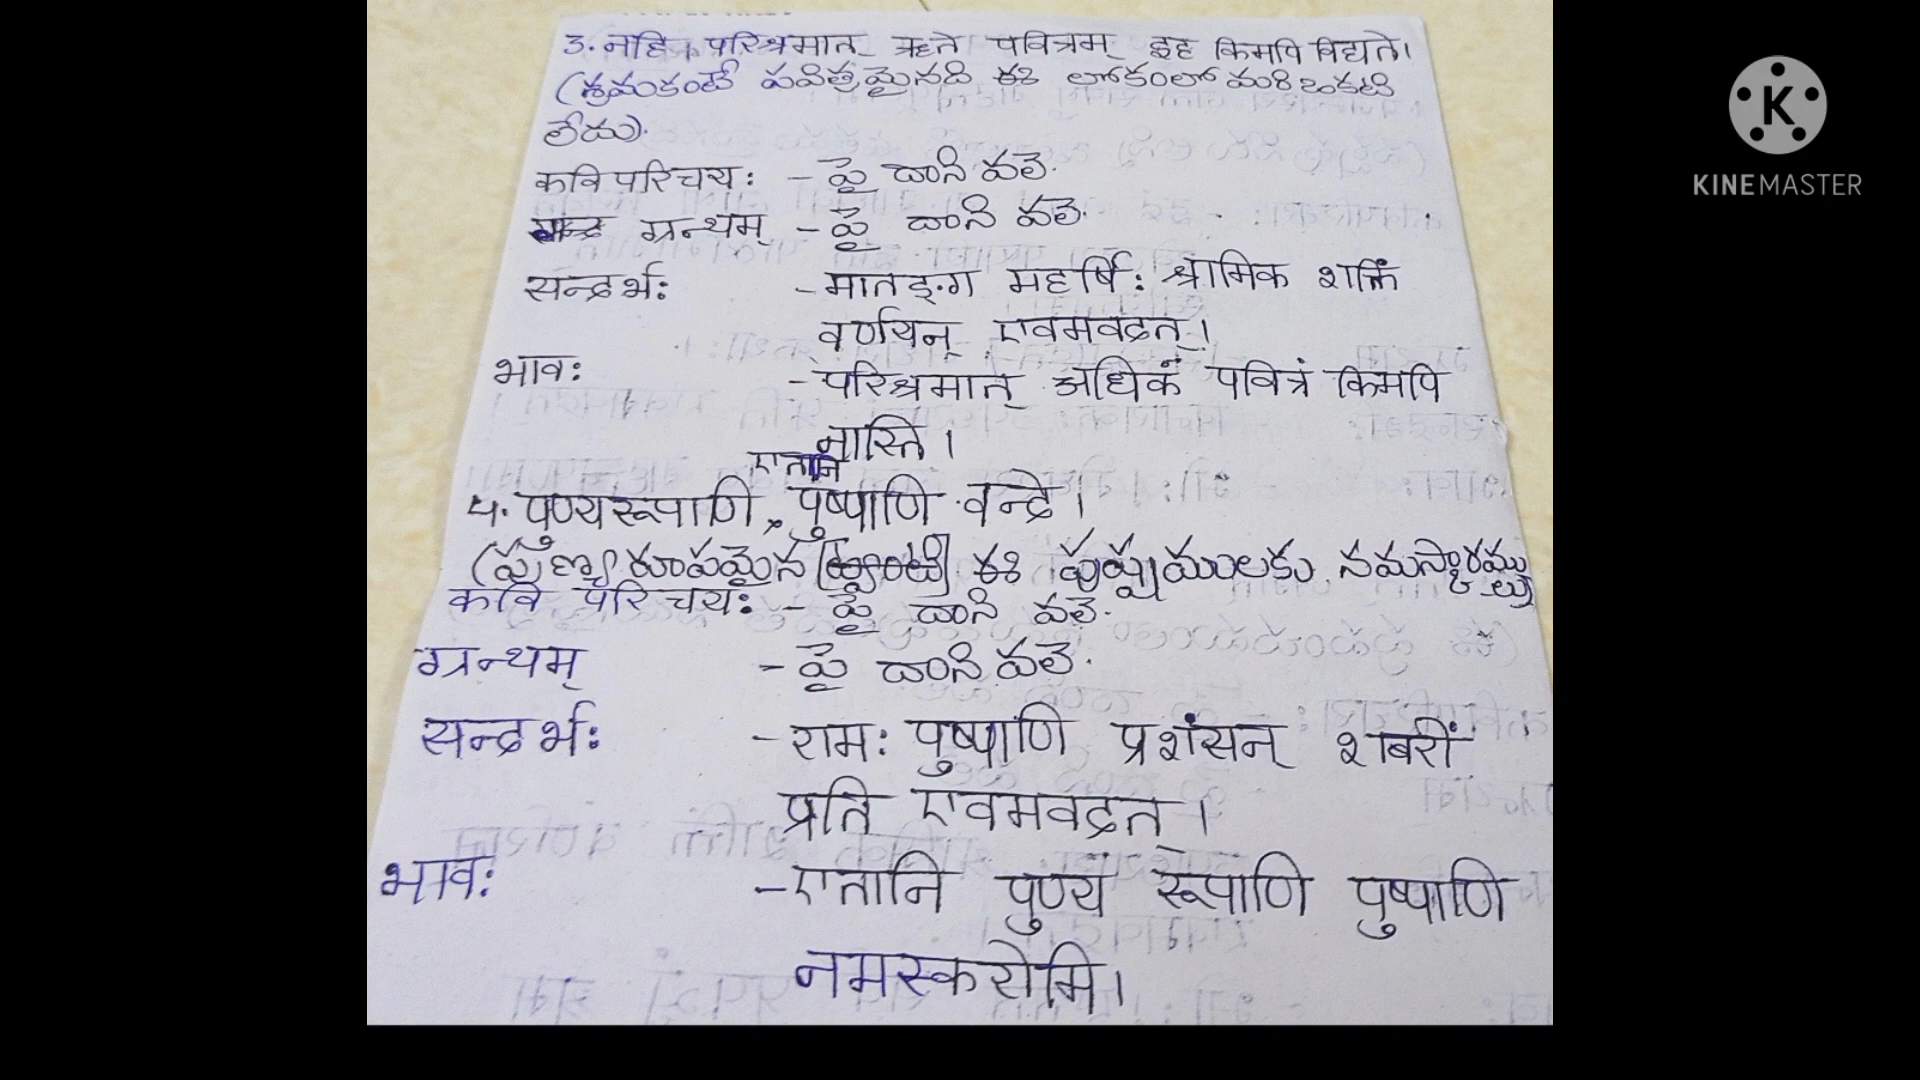 3. नहि परिश्रमात् ऋते पवित्रम् इह किमपि विद्यते।
(శ్రమకంటే పవిత్రమైనది ఈ లోకంలో మరి ఒకటి
లేదు).
कवि परिचयः - పై దాని వలె.
ग्रन्थम् - పై దాని వలె.
सन्दर्भः - मातङ्ग महर्षिः श्रामिक शक्तिं
वर्णयन् एवमवदत्।
भावः - परिश्रमात् अधिकं पवित्रं किमपि
नास्ति।
एतानि
4. पुण्यरूपाणि पुष्पाणि वन्दे।
(పుణ్య రూపమైన [ ] ఈ పుష్పములకు నమస్కారమ్ములు)
कवि परिचयः - పై దాని వలె.
ग्रन्थम् - పై దాని వలె.
सन्दर्भः - रामः पुष्पाणि प्रशंसन् शबरीं
प्रति एवमवदत्।
भावः - एतानि पुण्य रूपाणि पुष्पाणि
नमस्करोमि।
K
KINEMASTER